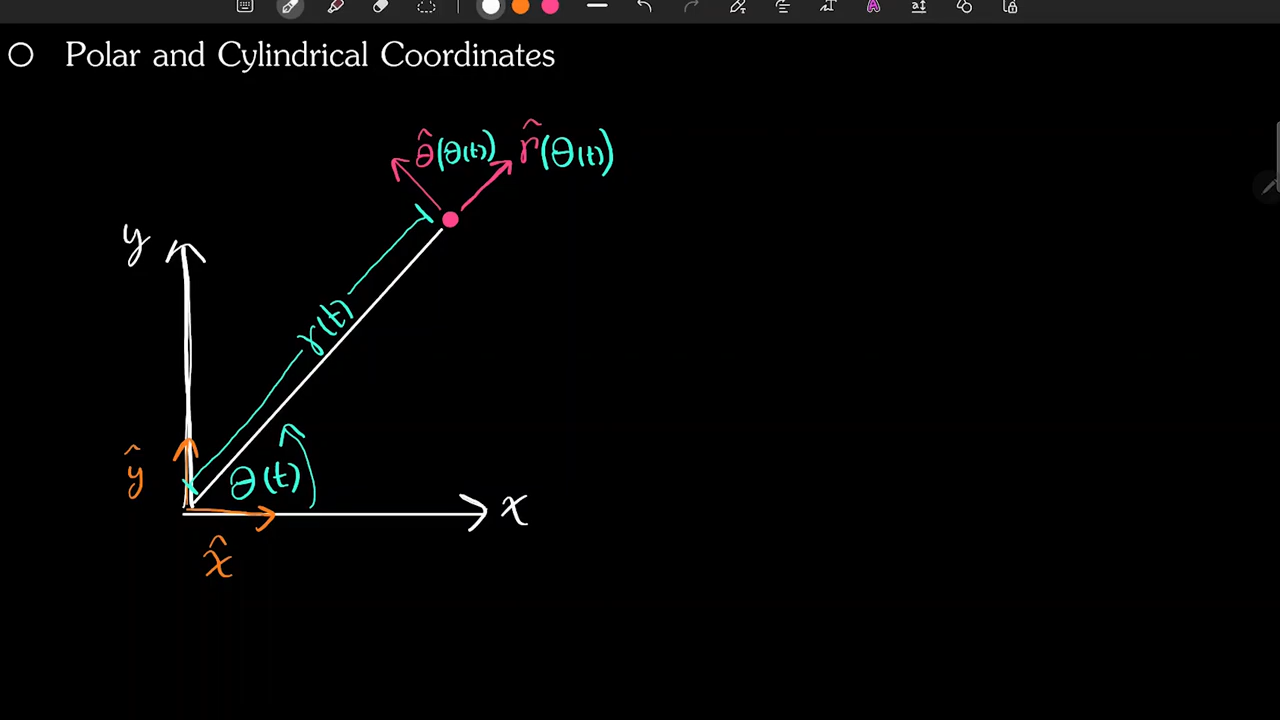 Polar and Cylindrical Coordinates
θ̂(θ(t)) r̂(θ(t))
y
r(t)
ŷ
θ(t)
x
x̂